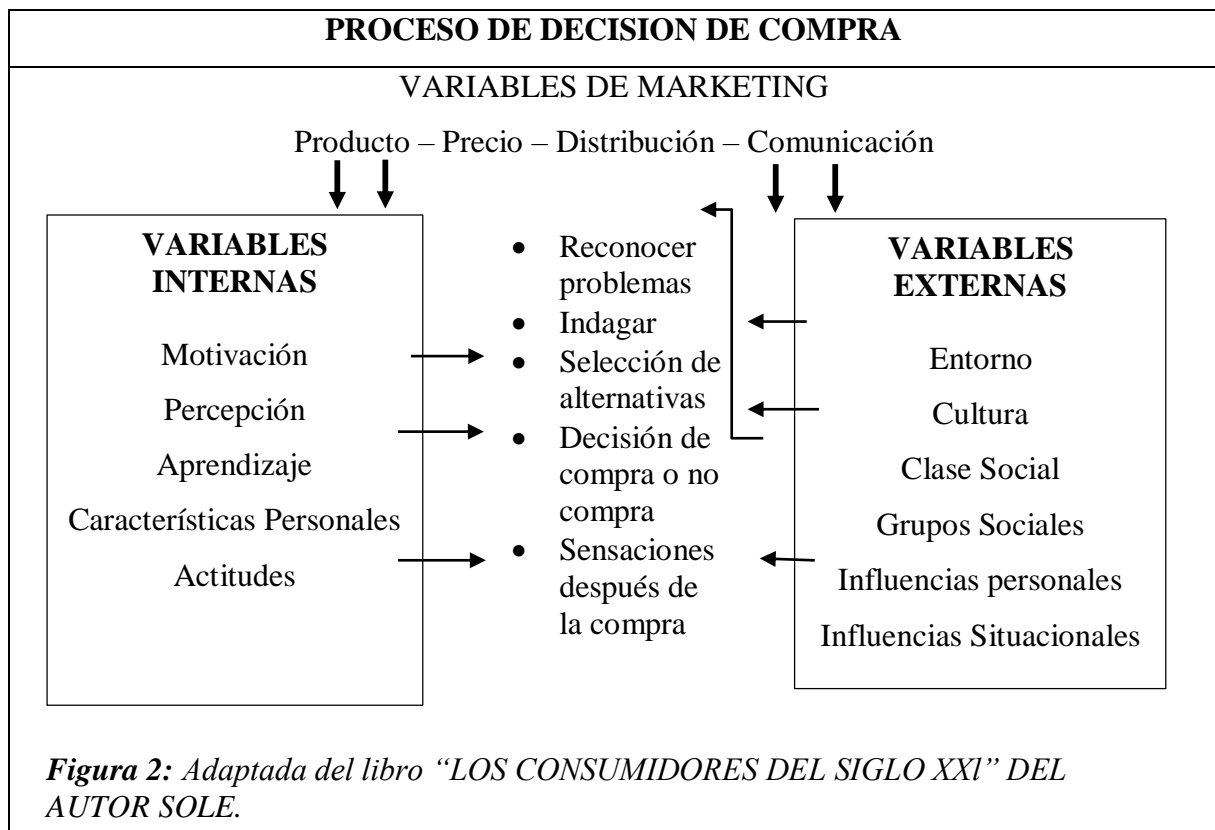 PROCESO DE DECISION DE COMPRA
VARIABLES DE MARKETING
Producto – Precio – Distribución – Comunicación
VARIABLES
INTERNAS
Motivación
Percepción
Aprendizaje
Características Personales
Actitudes
• Reconocer
problemas
• Indagar
• Selección de
alternativas
• Decisión de
compra o no
compra
• Sensaciones
después de
la compra
VARIABLES
EXTERNAS
Entorno
Cultura
Clase Social
Grupos Sociales
Influencias personales
Influencias Situacionales
Figura 2: Adaptada del libro “LOS CONSUMIDORES DEL SIGLO XXl” DEL
AUTOR SOLE.